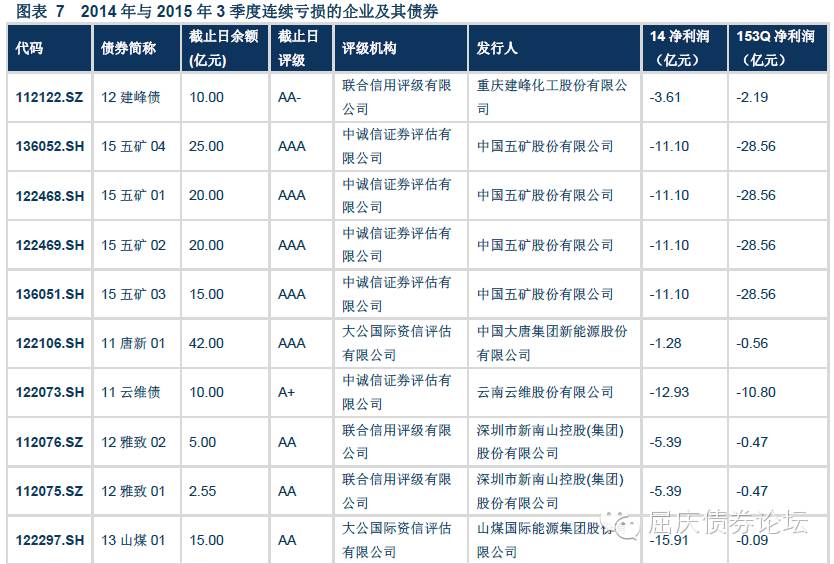 图表 7 2014 年与 2015 年 3 季度连续亏损的企业及其债券
代码 债券简称 截止日余额(亿元) 截止日评级 评级机构 发行人 14 净利润(亿元) 153Q 净利润(亿元)
112122.SZ 12 建峰债 10.00 AA- 联合信用评级有限公司 重庆建峰化工股份有限公司 -3.61 -2.19
136052.SH 15 五矿 04 25.00 AAA 中诚信证券评估有限公司 中国五矿股份有限公司 -11.10 -28.56
122468.SH 15 五矿 01 20.00 AAA 中诚信证券评估有限公司 中国五矿股份有限公司 -11.10 -28.56
122469.SH 15 五矿 02 20.00 AAA 中诚信证券评估有限公司 中国五矿股份有限公司 -11.10 -28.56
136051.SH 15 五矿 03 15.00 AAA 中诚信证券评估有限公司 中国五矿股份有限公司 -11.10 -28.56
122106.SH 11 唐新 01 42.00 AAA 大公国际资信评估有限公司 中国大唐集团新能源股份有限公司 -1.28 -0.56
122073.SH 11 云维债 10.00 A+ 中诚信证券评估有限公司 云南云维股份有限公司 -12.93 -10.80
112076.SZ 12 雅致 02 5.00 AA 联合信用评级有限公司 深圳市新南山控股(集团)股份有限公司 -5.39 -0.47
112075.SZ 12 雅致 01 2.55 AA 联合信用评级有限公司 深圳市新南山控股(集团)股份有限公司 -5.39 -0.47
122297.SH 13 山煤 01 15.00 AA 大公国际资信评估有限公司 山煤国际能源集团股份有限公司 -15.91 -0.09
屈庆债券论坛